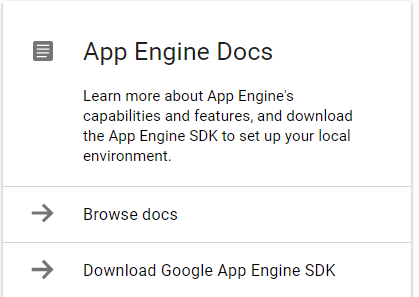 App Engine Docs
Learn more about App Engine's
capabilities and features, and download
the App Engine SDK to set up your local
environment.
Browse docs
Download Google App Engine SDK